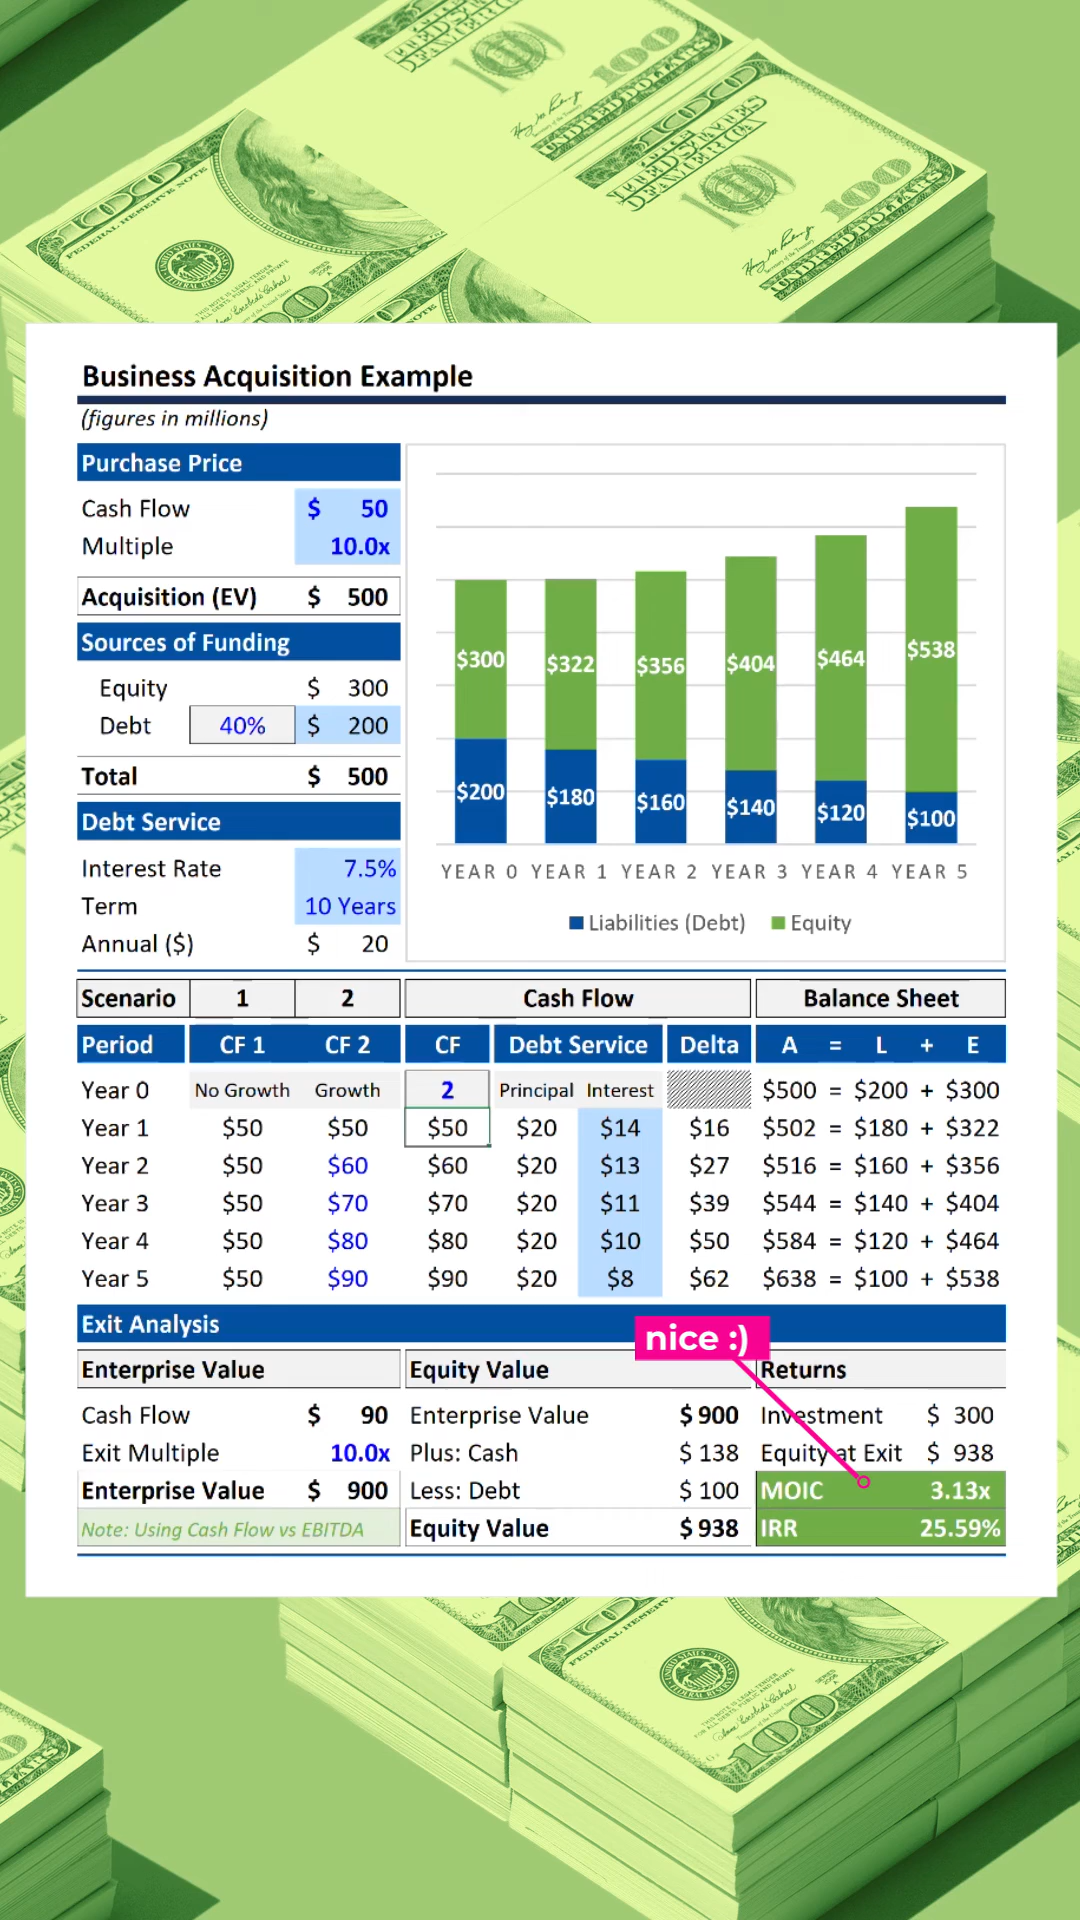 Business Acquisition Example
(figures in millions)
Purchase Price
Cash Flow $ 50
Multiple 10.0x
Acquisition (EV) $ 500
Sources of Funding
Equity $ 300
Debt 40% $ 200
Total $ 500
Debt Service
Interest Rate 7.5%
Term 10 Years
Annual ($) $ 20
$300 $322 $356 $404 $464 $538
$200 $180 $160 $140 $120 $100
YEAR 0 YEAR 1 YEAR 2 YEAR 3 YEAR 4 YEAR 5
Liabilities (Debt) Equity
Scenario 1 2 Cash Flow Balance Sheet
Period CF 1 CF 2 CF Debt Service Delta A = L + E
Year 0 No Growth Growth 2 Principal Interest $500 = $200 + $300
Year 1 $50 $50 $50 $20 $14 $16 $502 = $180 + $322
Year 2 $50 $60 $60 $20 $13 $27 $516 = $160 + $356
Year 3 $50 $70 $70 $20 $11 $39 $544 = $140 + $404
Year 4 $50 $80 $80 $20 $10 $50 $584 = $120 + $464
Year 5 $50 $90 $90 $20 $8 $62 $638 = $100 + $538
Exit Analysis
nice :)
Enterprise Value Equity Value Returns
Cash Flow $ 90 Enterprise Value $ 900 Investment $ 300
Exit Multiple 10.0x Plus: Cash $ 138 Equity at Exit $ 938
Enterprise Value $ 900 Less: Debt $ 100 MOIC 3.13x
Note: Using Cash Flow vs EBITDA Equity Value $ 938 IRR 25.59%